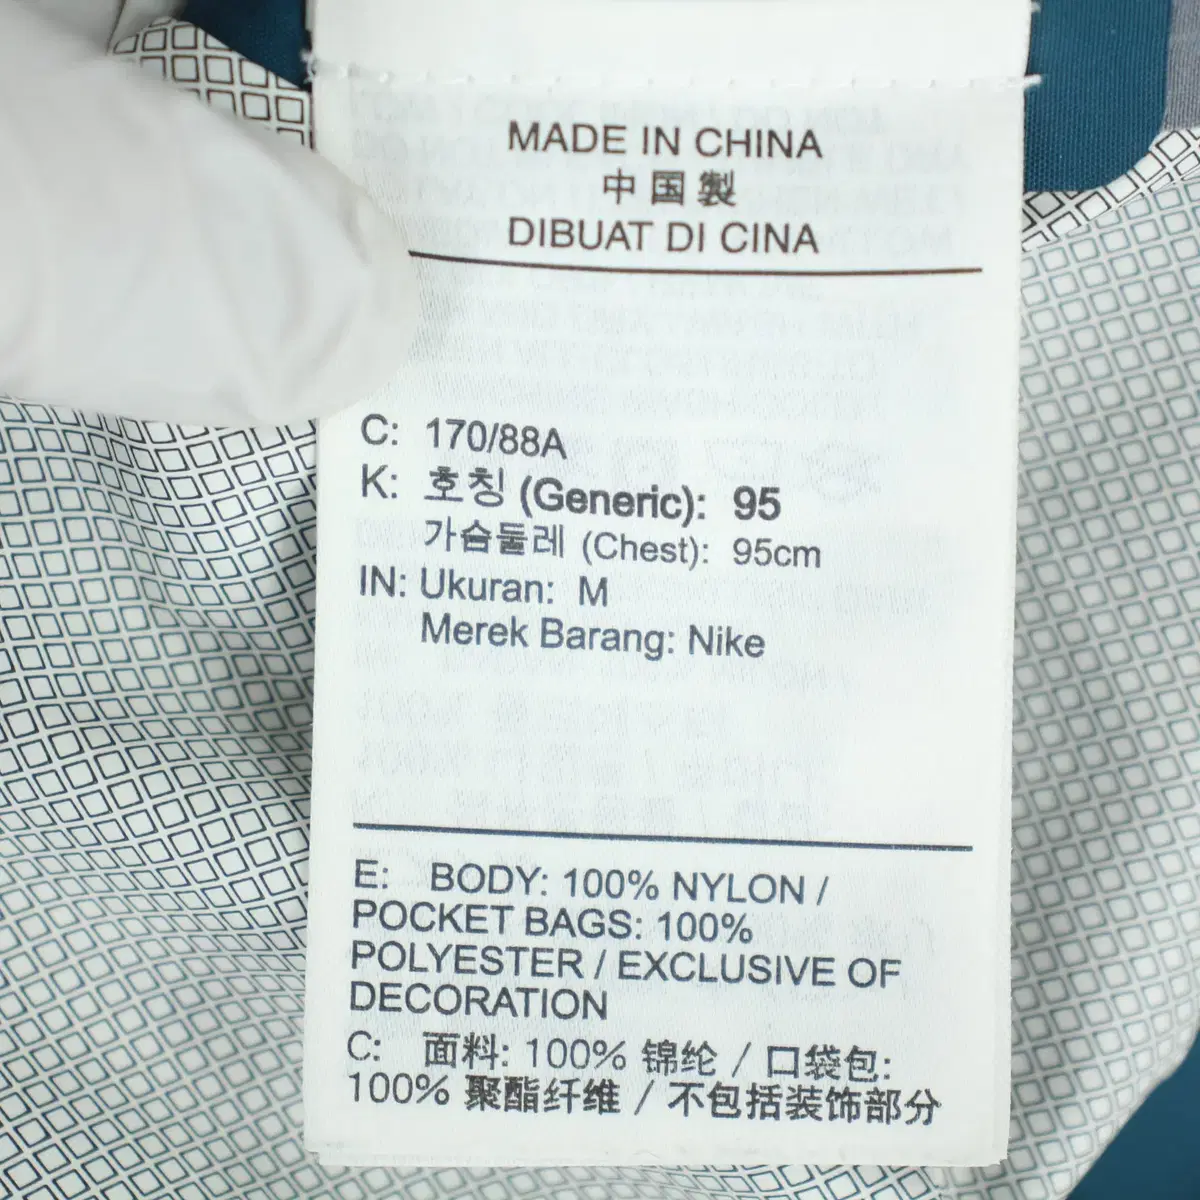 MADE IN CHINA
中国製
DIBUAT DI CINA
C: 170/88A
K: 호칭 (Generic): 95
가슴둘레 (Chest): 95cm
IN: Ukuran: M
Merek Barang: Nike
E: BODY: 100% NYLON /
POCKET BAGS: 100%
POLYESTER / EXCLUSIVE OF
DECORATION
C: 面料: 100% 锦纶 / 口袋包:
100% 聚酯纤维 / 不包括装饰部分